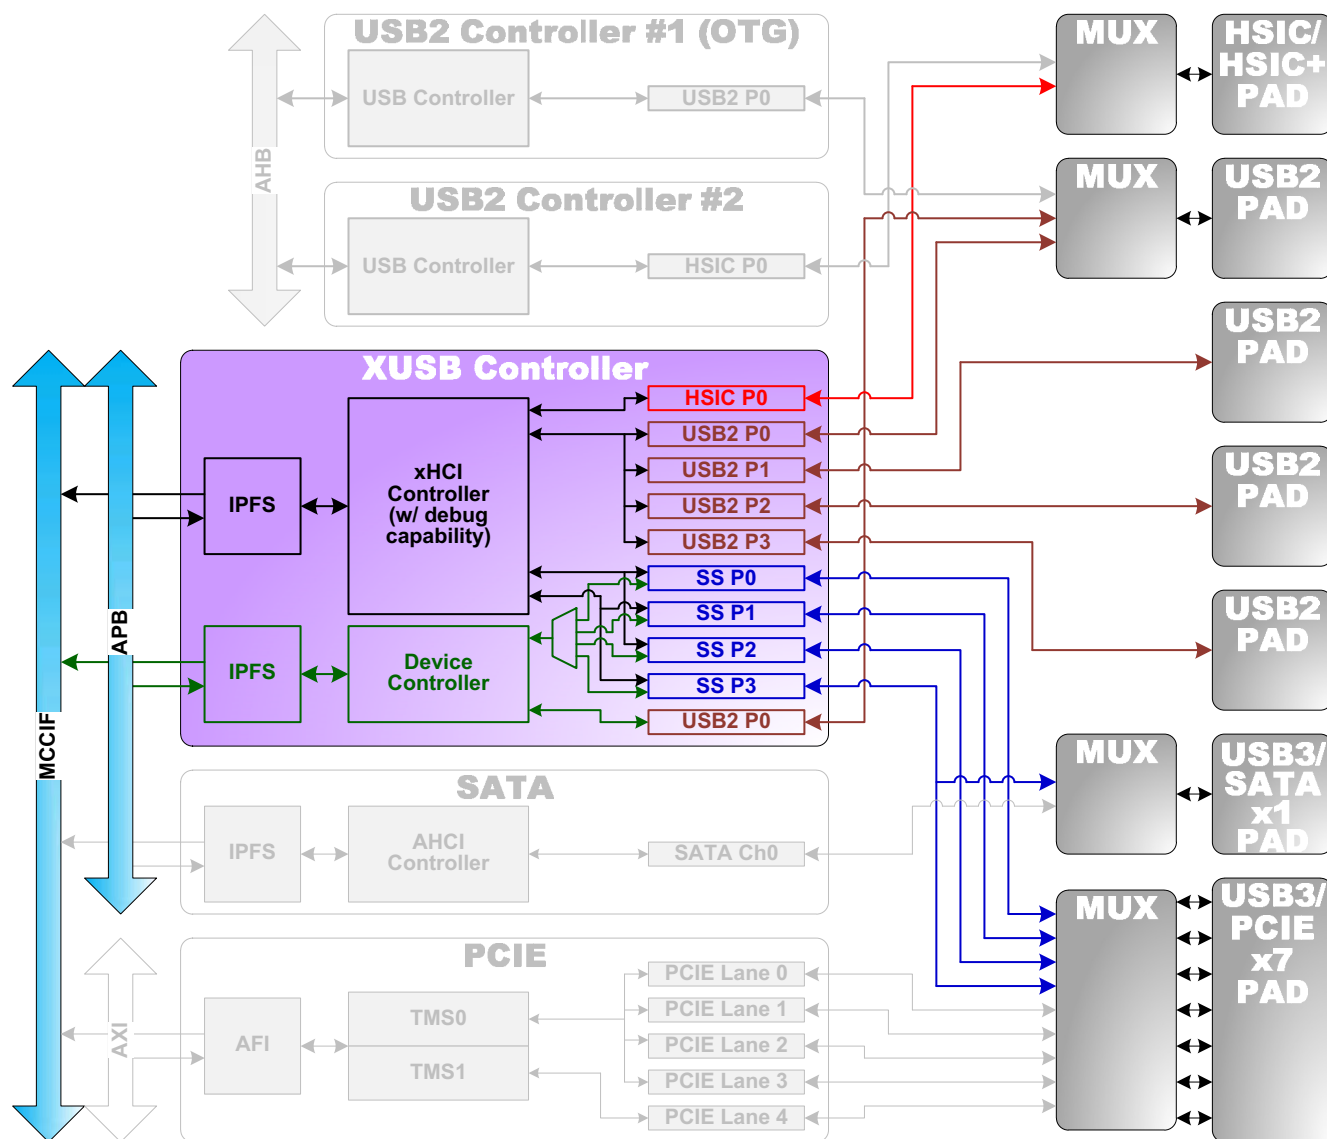 USB2 Controller #1 (OTG)
USB Controller
USB2 P0
AHB
USB2 Controller #2
USB Controller
HSIC P0
MUX
HSIC/
HSIC+
PAD
MUX
USB2
PAD
USB2
PAD
USB2
PAD
USB2
PAD
XUSB Controller
HSIC P0
USB2 P0
USB2 P1
USB2 P2
USB2 P3
SS P0
SS P1
SS P2
SS P3
USB2 P0
xHCI
Controller
(w/ debug
capability)
IPFS
Device
Controller
IPFS
APB
MCCIF
SATA
IPFS
AHCI
Controller
SATA Ch0
MUX
USB3/
SATA
x1
PAD
PCIE
AXI
AFI
TMS0
TMS1
PCIE Lane 0
PCIE Lane 1
PCIE Lane 2
PCIE Lane 3
PCIE Lane 4
MUX
USB3/
PCIE
x7
PAD